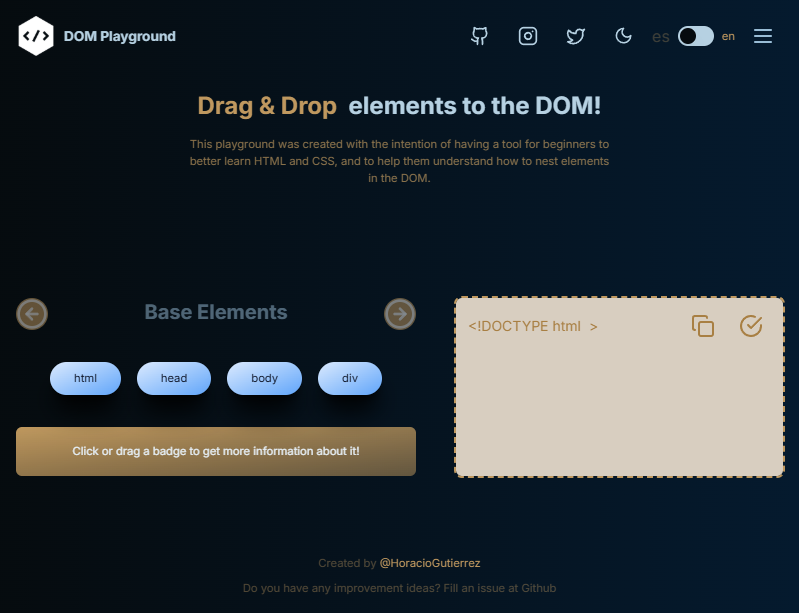 DOM Playground
es
en
Drag & Drop elements to the DOM!
This playground was created with the intention of having a tool for beginners to
better learn HTML and CSS, and to help them understand how to nest elements
in the DOM.
Base Elements
html
head
body
div
Click or drag a badge to get more information about it!
<!DOCTYPE html >
Created by @HoracioGutierrez
Do you have any improvement ideas? Fill an issue at Github